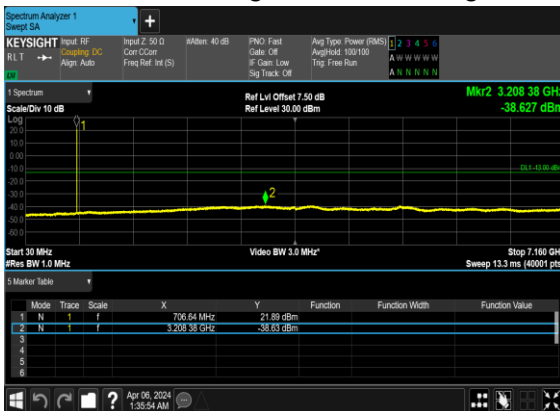 Spectrum Analyzer 1
Swept SA
KEYSIGHT Input: RF Input Z: 50 Ω #Atten: 40 dB PNO: Fast Avg Type: Power (RMS) 1 2 3 4 5 6
R L T Coupling: DC Corr CCorr Gate: Off Avg|Hold: 100/100 A W W W W W
Align: Auto Freq Ref: Int (S) IF Gain: Low Trig: Free Run
Sig Track: Off A N N N N N
LV
1 Spectrum Ref Lvl Offset 7.50 dB Mkr2 3.208 38 GHz
Scale/Div 10 dB Ref Level 30.00 dBm -38.627 dBm
Log
20.0 1
10.0
0.00
-10.0 DL1 -13.00 dBm
-20.0
-30.0 2
-40.0
-50.0
-60.0
Start 30 MHz Video BW 3.0 MHz* Stop 7.160 GH
#Res BW 1.0 MHz Sweep 13.3 ms (40001 pts
5 Marker Table
Mode Trace Scale X Y Function Function Width Function Value
1 N 1 f 706.64 MHz 21.89 dBm
2 N 1 f 3.208 38 GHz -38.63 dBm
3
4
5
6
? Apr 06, 2024
1:35:54 AM